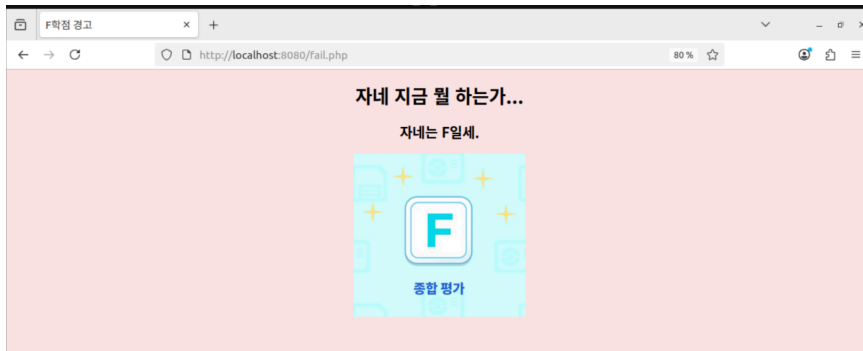 F학점 경고
http://localhost:8080/fail.php
80 %
자네 지금 뭘 하는가...
자네는 F일세.
F
종합 평가